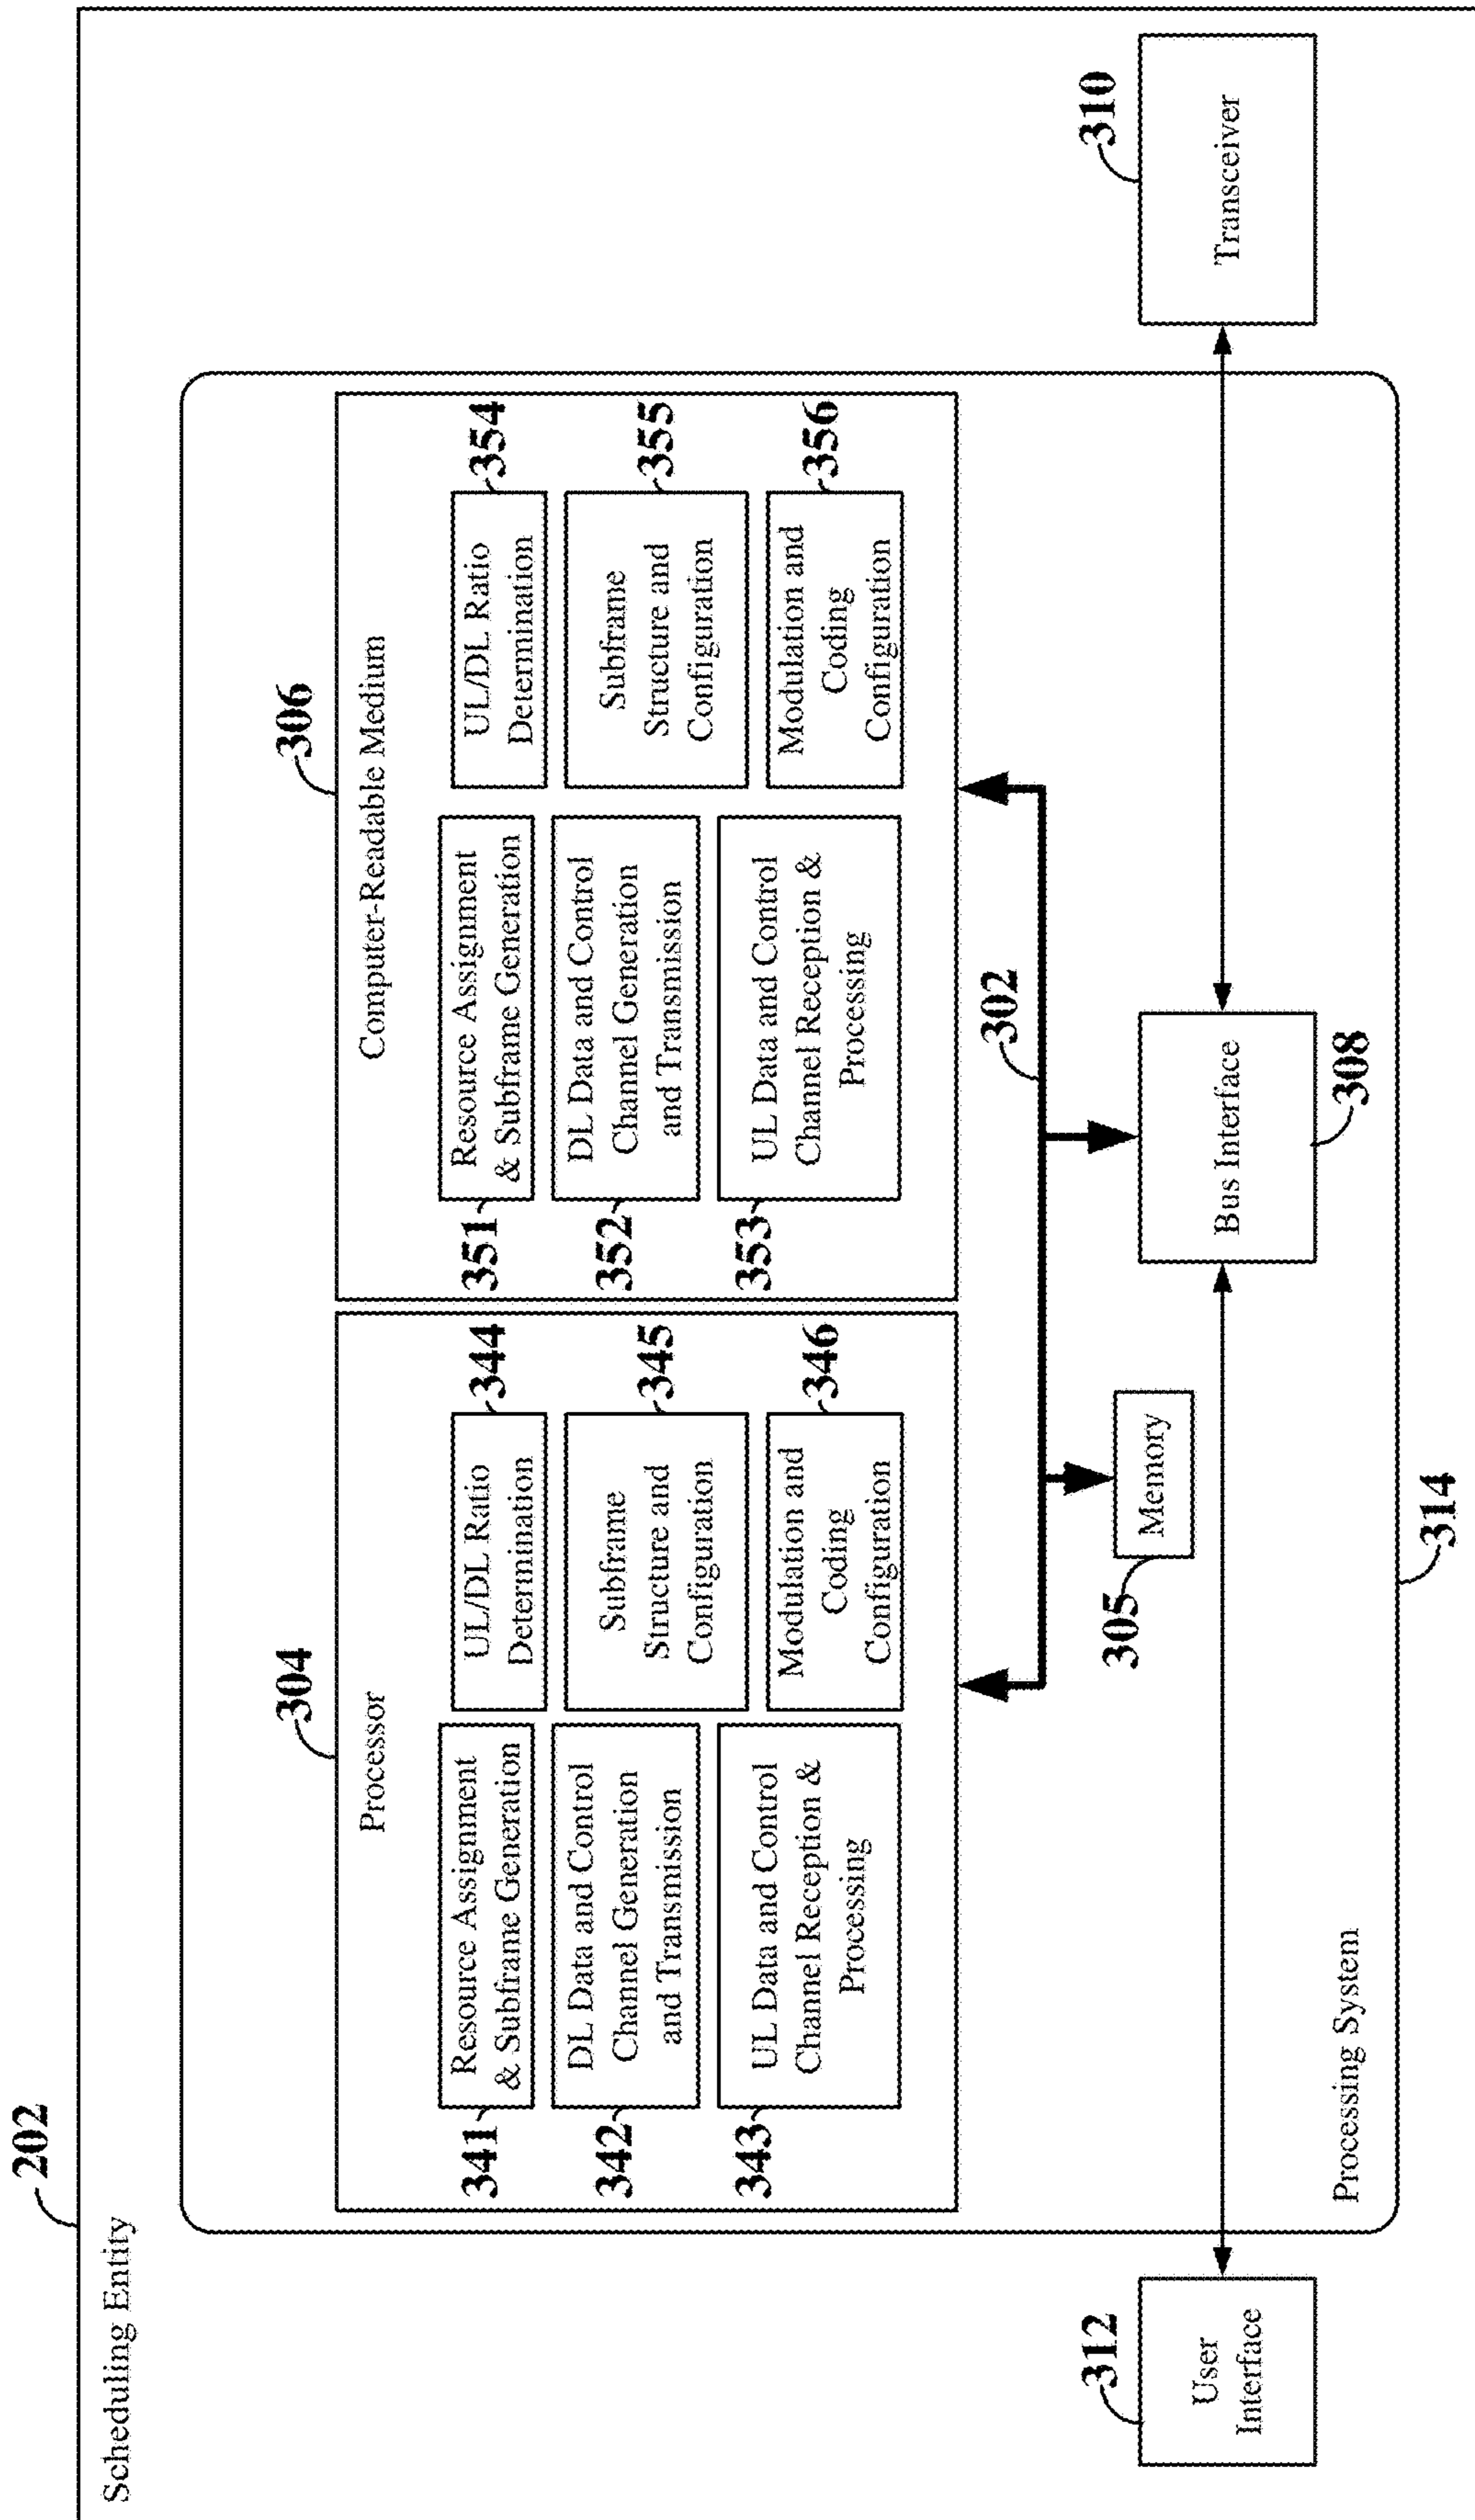 202
Scheduling Entity
304
Processor
341
Resource Assignment
& Subframe Generation
342
DL Data and Control
Channel Generation
and Transmission
343
UL Data and Control
Channel Reception &
Processing
344
UL/DL Ratio
Determination
345
Subframe
Structure and
Configuration
346
Modulation and
Coding
Configuration
306
Computer-Readable Medium
351
Resource Assignment
& Subframe Generation
352
DL Data and Control
Channel Generation
and Transmission
353
UL Data and Control
Channel Reception &
Processing
354
UL/DL Ratio
Determination
355
Subframe
Structure and
Configuration
356
Modulation and
Coding
Configuration
302
305
Memory
312
User
Interface
Bus Interface
308
310
Transceiver
Processing System
314